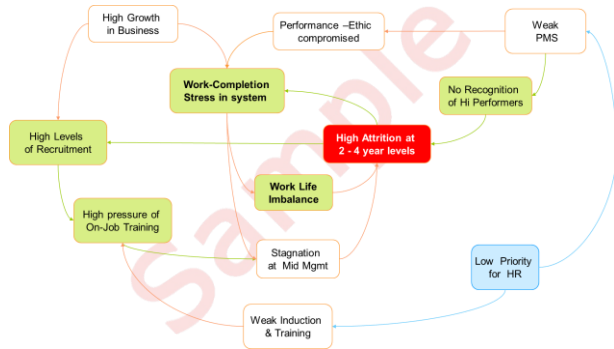 High Growth
in Business
Performance –Ethic
compromised
Weak
PMS
Work-Completion
Stress in system
No Recognition
of Hi Performers
High Levels
of Recruitment
High Attrition at
2 - 4 year levels
Work Life
Imbalance
High pressure of
On-Job Training
Stagnation
at Mid Mgmt
Low Priority
for HR
Weak Induction
& Training
Sample